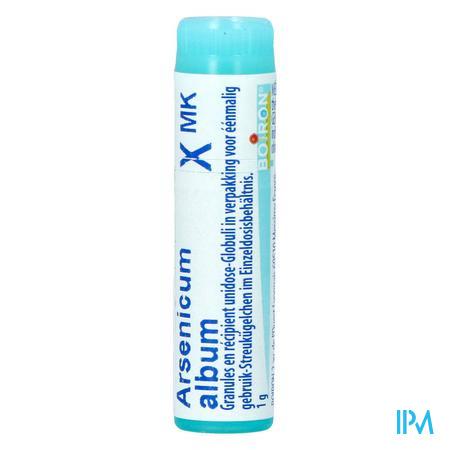 Arsenicum
album
X MK
Granules en récipient unidose-Globuli in verpakking voor éénmalig
gebruik-Streukügelchen im Einzeldosisbehältnis.
1 g
BOIRON®
IPM